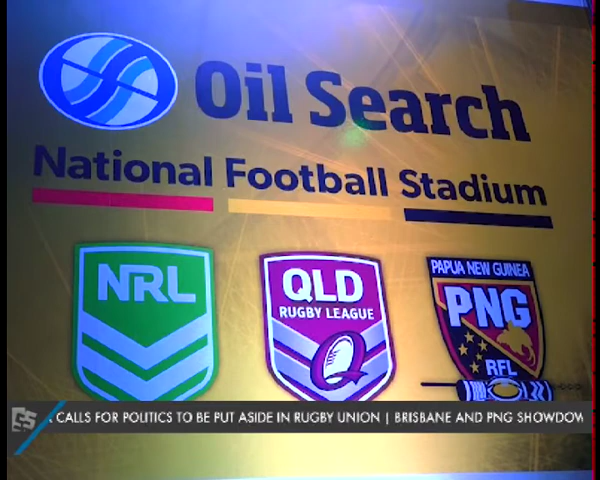 Oil Search
National Football Stadium
NRL
QLD
RUGBY LEAGUE
Q
PAPUA NEW GUINEA
PNG
RFL
CALLS FOR POLITICS TO BE PUT ASIDE IN RUGBY UNION | BRISBANE AND PNG SHOWDOW